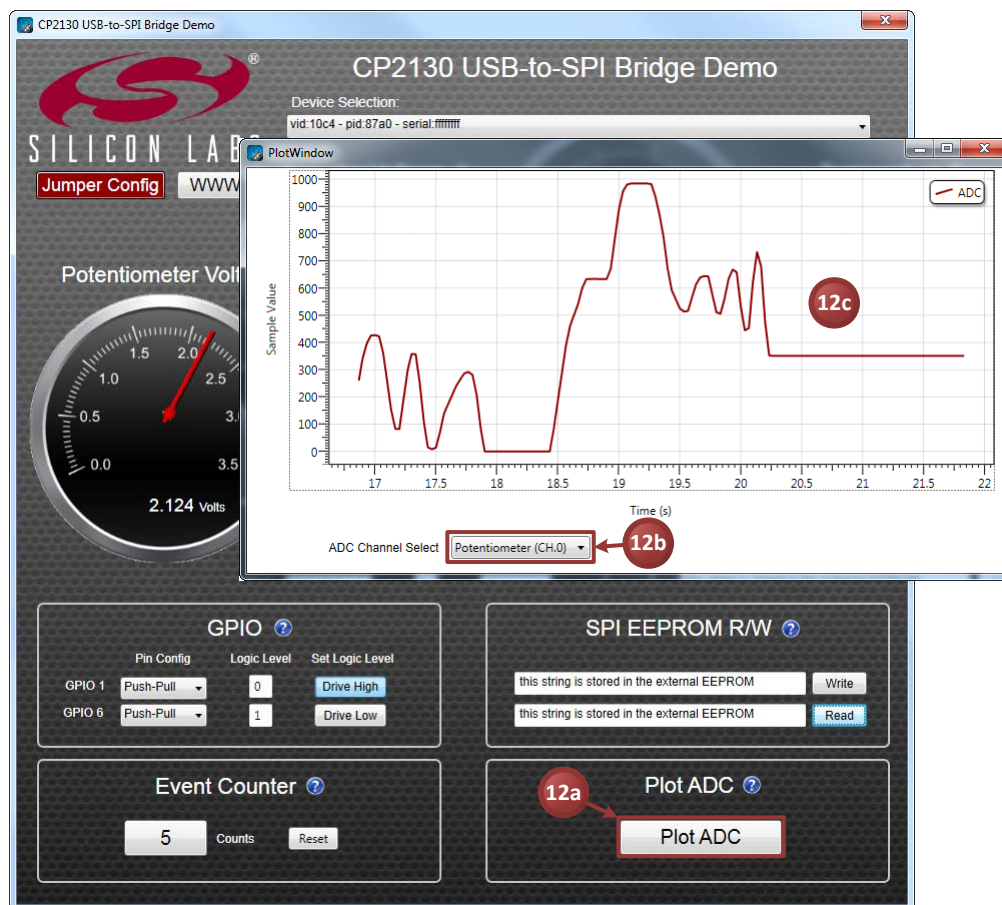 CP2130 USB-to-SPI Bridge Demo
CP2130 USB-to-SPI Bridge Demo
Device Selection:
vid:10c4 - pid:87a0 - serial:ffffffff
SILICON LAB
Jumper Config
WWW
PlotWindow
1000
900
800
700
600
500
400
300
200
100
0
Sample Value
ADC
12c
17 17.5 18 18.5 19 19.5 20 20.5 21 21.5 22
Time (s)
ADC Channel Select Potentiometer (CH.0)
12b
Potentiometer Vol
0.0 0.5 1.0 1.5 2.0 2.5 3. 3.5
2.124 Volts
GPIO ?
Pin Config Logic Level Set Logic Level
GPIO 1 Push-Pull 0 Drive High
GPIO 6 Push-Pull 1 Drive Low
SPI EEPROM R/W ?
this string is stored in the external EEPROM Write
this string is stored in the external EEPROM Read
Event Counter ?
5 Counts Reset
Plot ADC ?
12a
Plot ADC